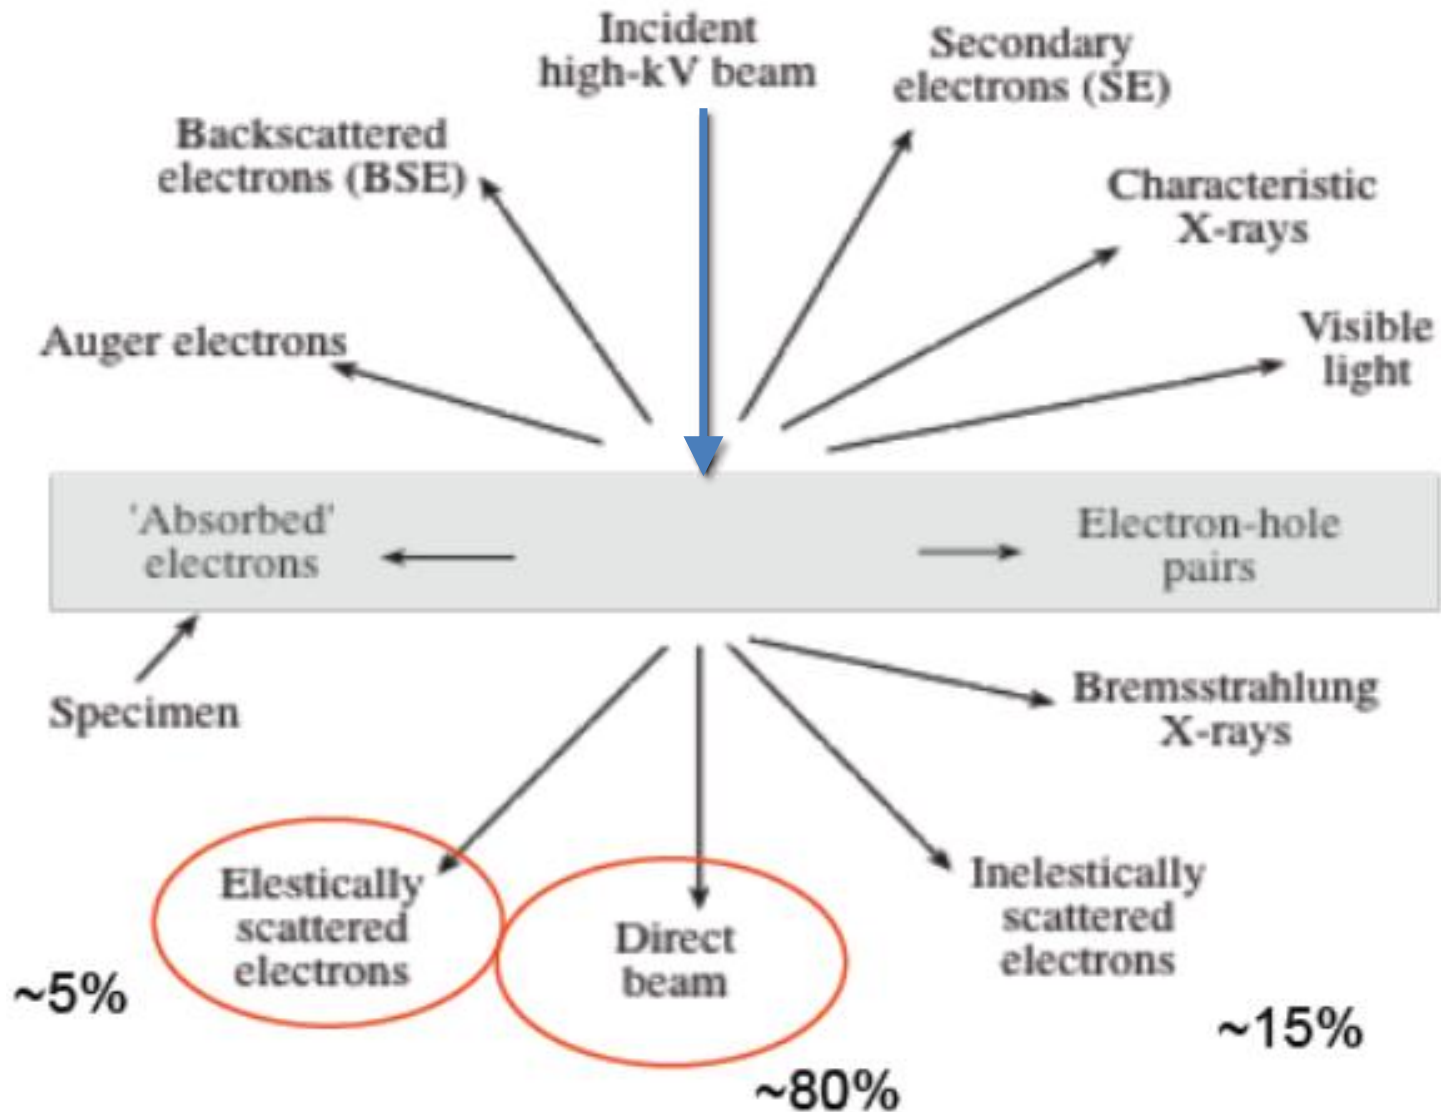 Incident
high-kV beam
Secondary
electrons (SE)
Backscattered
electrons (BSE)
Characteristic
X-rays
Auger electrons
Visible
light
'Absorbed'
electrons
Electron-hole
pairs
Specimen
Bremsstrahlung
X-rays
Elestically
scattered
electrons
Direct
beam
Inelestically
scattered
electrons
~5%
~15%
~80%